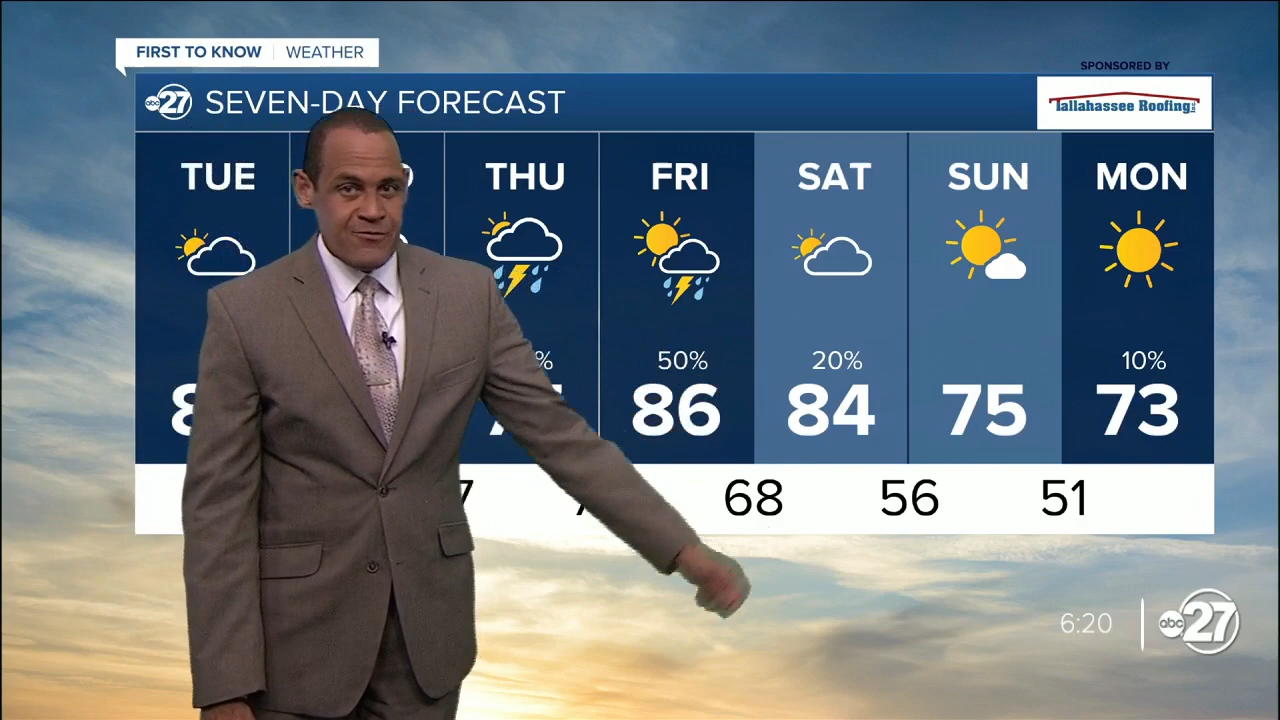 FIRST TO KNOW | WEATHER
SPONSORED BY
abc 27 SEVEN-DAY FORECAST
Tallahassee Roofing Inc.
TUE THU FRI SAT SUN MON
50% 20% 10%
86 84 75 73
68 56 51
6:20 abc 27